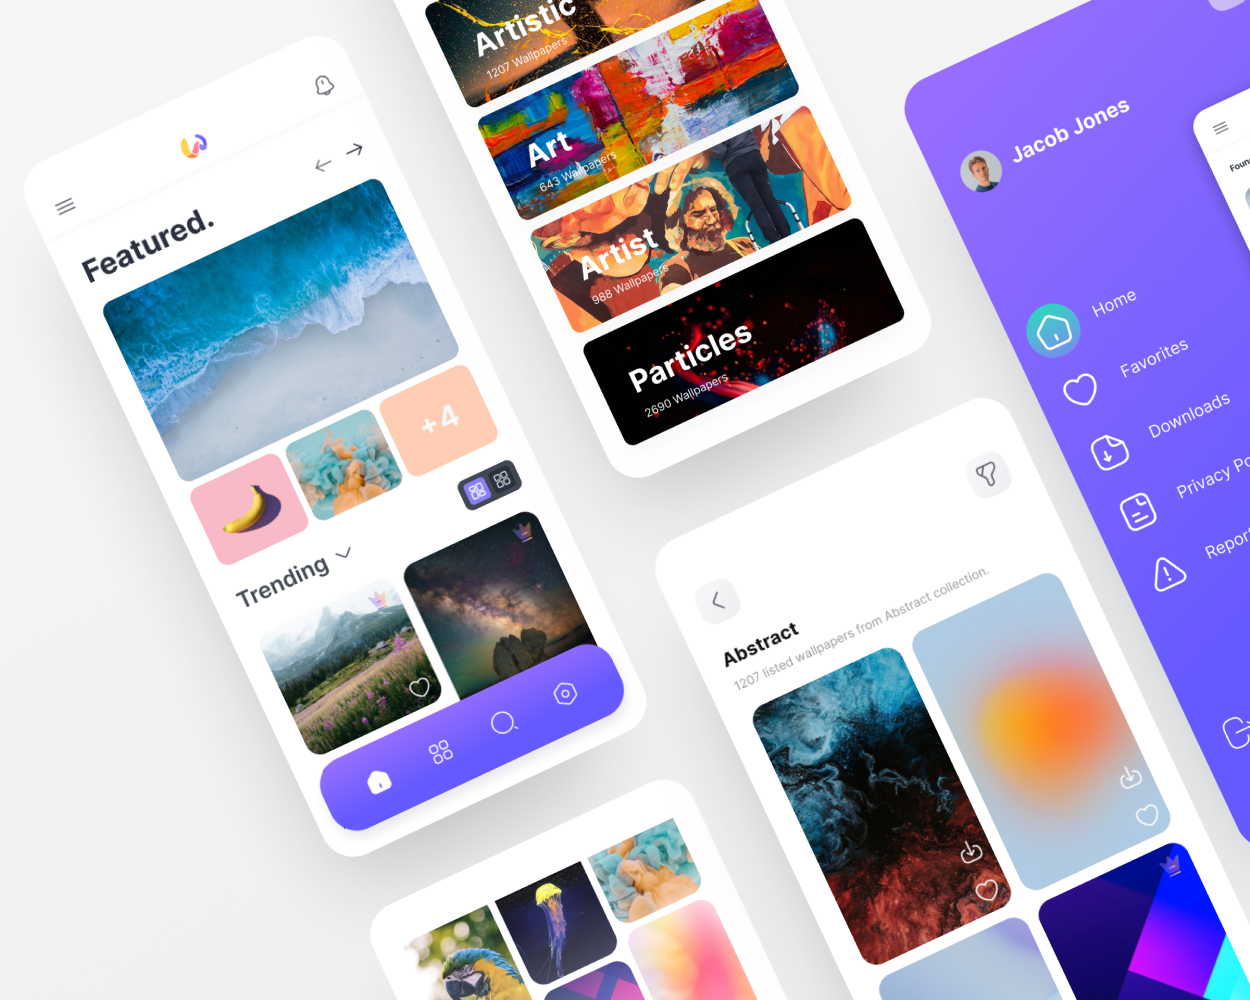 Featured.
+4
Trending
Artistic
1207 Wallpapers
Art
643 Wallpapers
Artist
988 Wallpapers
Particles
2690 Wallpapers
Abstract
1207 listed wallpapers from Abstract collection.
Jacob Jones
Home
Favorites
Downloads
Privacy Po
Repor
Foun